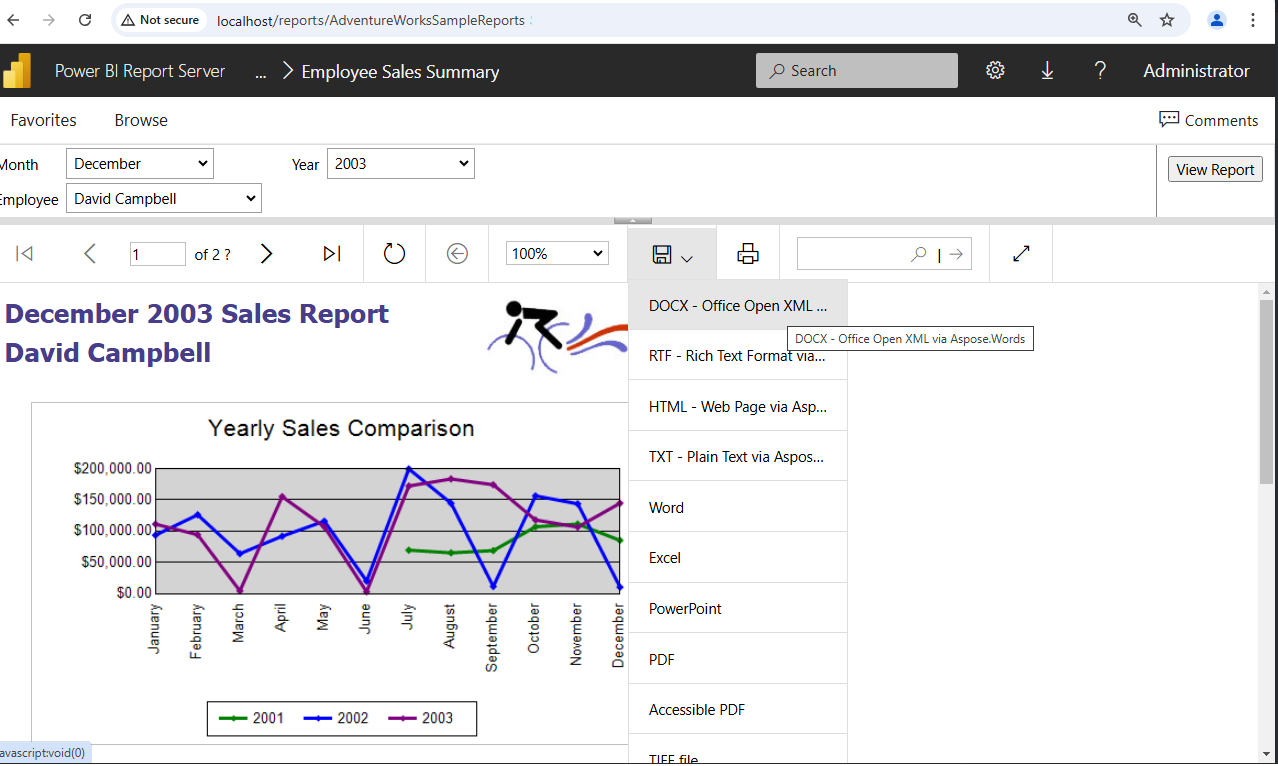 Not secure localhost/reports/AdventureWorksSampleReports
Power BI Report Server ... > Employee Sales Summary Search ? Administrator
Favorites Browse Comments
Month December Year 2003 View Report
Employee David Campbell
1 of 2 ? 100%
December 2003 Sales Report
David Campbell
Yearly Sales Comparison
$200,000.00
$150,000.00
$100,000.00
$50,000.00
$0.00
January
February
March
April
May
June
July
August
September
October
November
December
2001 2002 2003
DOCX - Office Open XML ...
DOCX - Office Open XML via Aspose.Words
RTF - Rich Text Format via...
HTML - Web Page via Asp...
TXT - Plain Text via Aspos...
Word
Excel
PowerPoint
PDF
Accessible PDF
TIFF file
avascript:void(0)